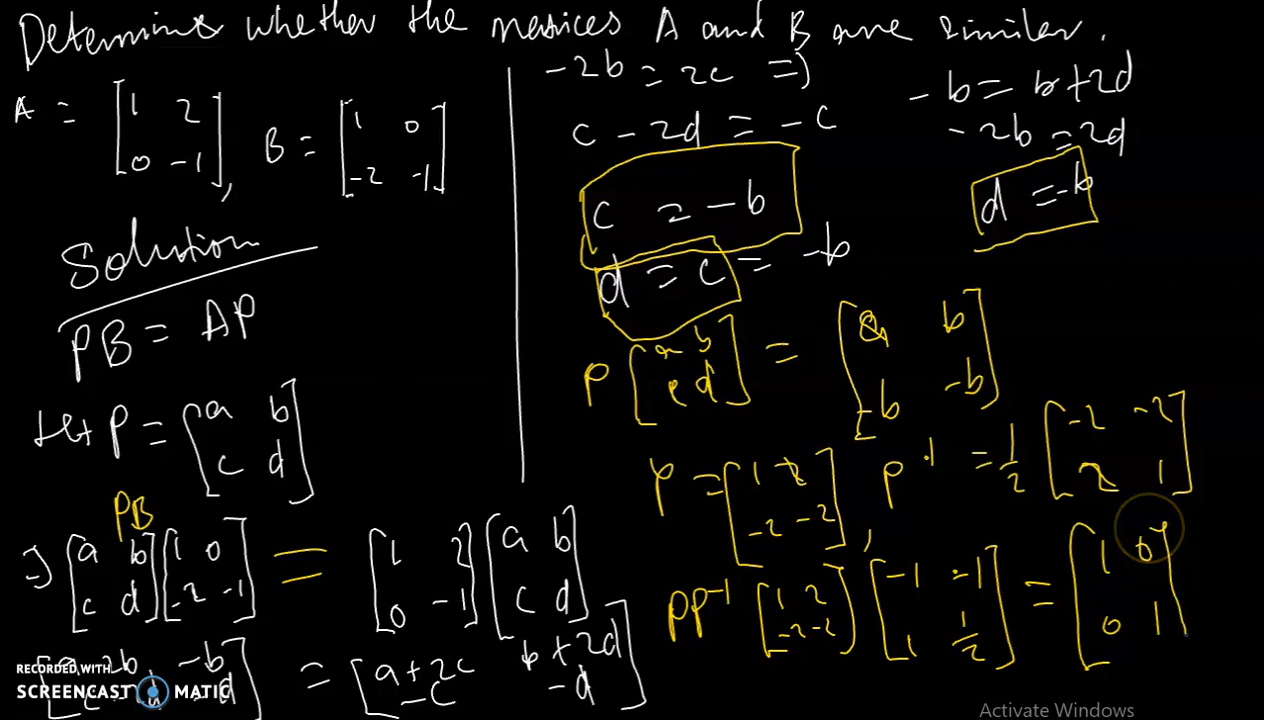 Determine whether the matrices A and B are similar.
A = [1 2
0 -1], B = [1 0
-2 -1]
Solution
PB = AP
Let P = [a b
c d]
PB
⇒ [a b
c d] [1 0
-2 -1] = [1 2
0 -1] [a b
c d]
-2b -b
-d] = [a+2c b+2d
-c -d]
-2b = 2c ⇒
c - 2d = -c
c = -b
d = c = -b
-b = b+2d
-2b = 2d
d = -b
P [a b
c d] = [a b
-b -b]
P = [1 2
-2 -2], P-1 = 1/2 [-2 -2
2 1]
PP-1 [1 2
-2 -2] [-1 -1
1 1/2] = [1 0
0 1]
RECORDED WITH
SCREENCAST MATIC
Activate Windows